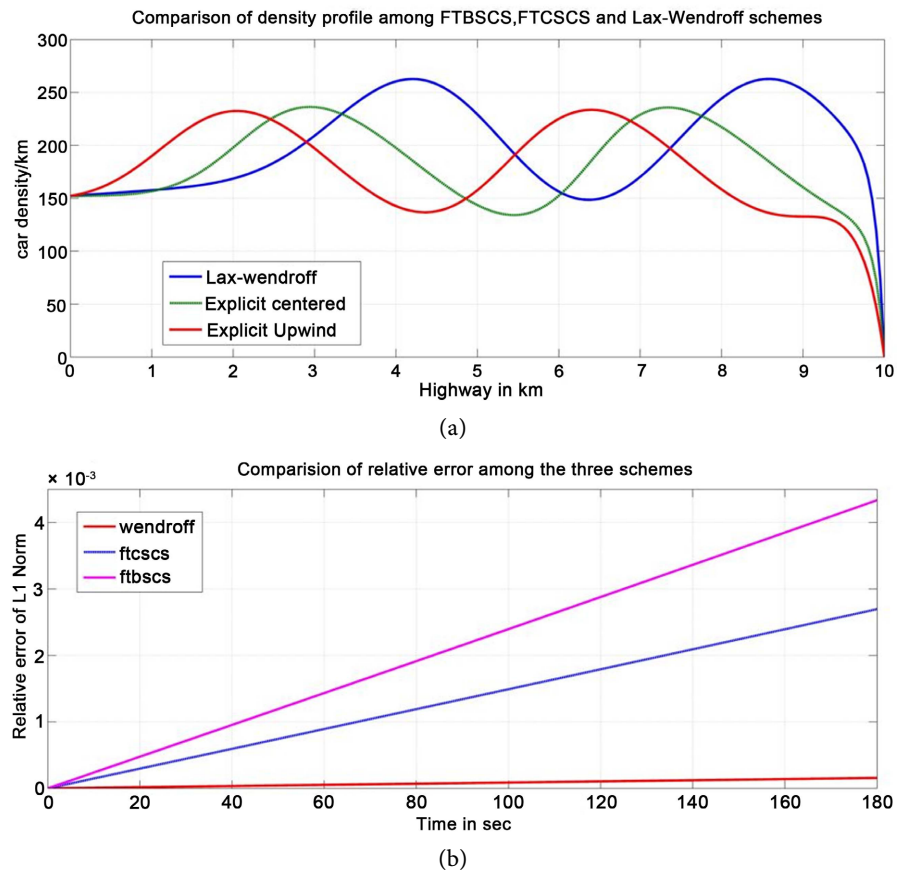 Comparison of density profile among FTBSCS,FTCSCS and Lax-Wendroff schemes
300
250
200
150
100
50
0
car density/km
Lax-wendroff
Explicit centered
Explicit Upwind
0 1 2 3 4 5 6 7 8 9 10
Highway in km
(a)
Comparision of relative error among the three schemes
× 10-3
4
3
2
1
0
Relative error of L1 Norm
wendroff
ftcscs
ftbscs
0 20 40 60 80 100 120 140 160 180
Time in sec
(b)